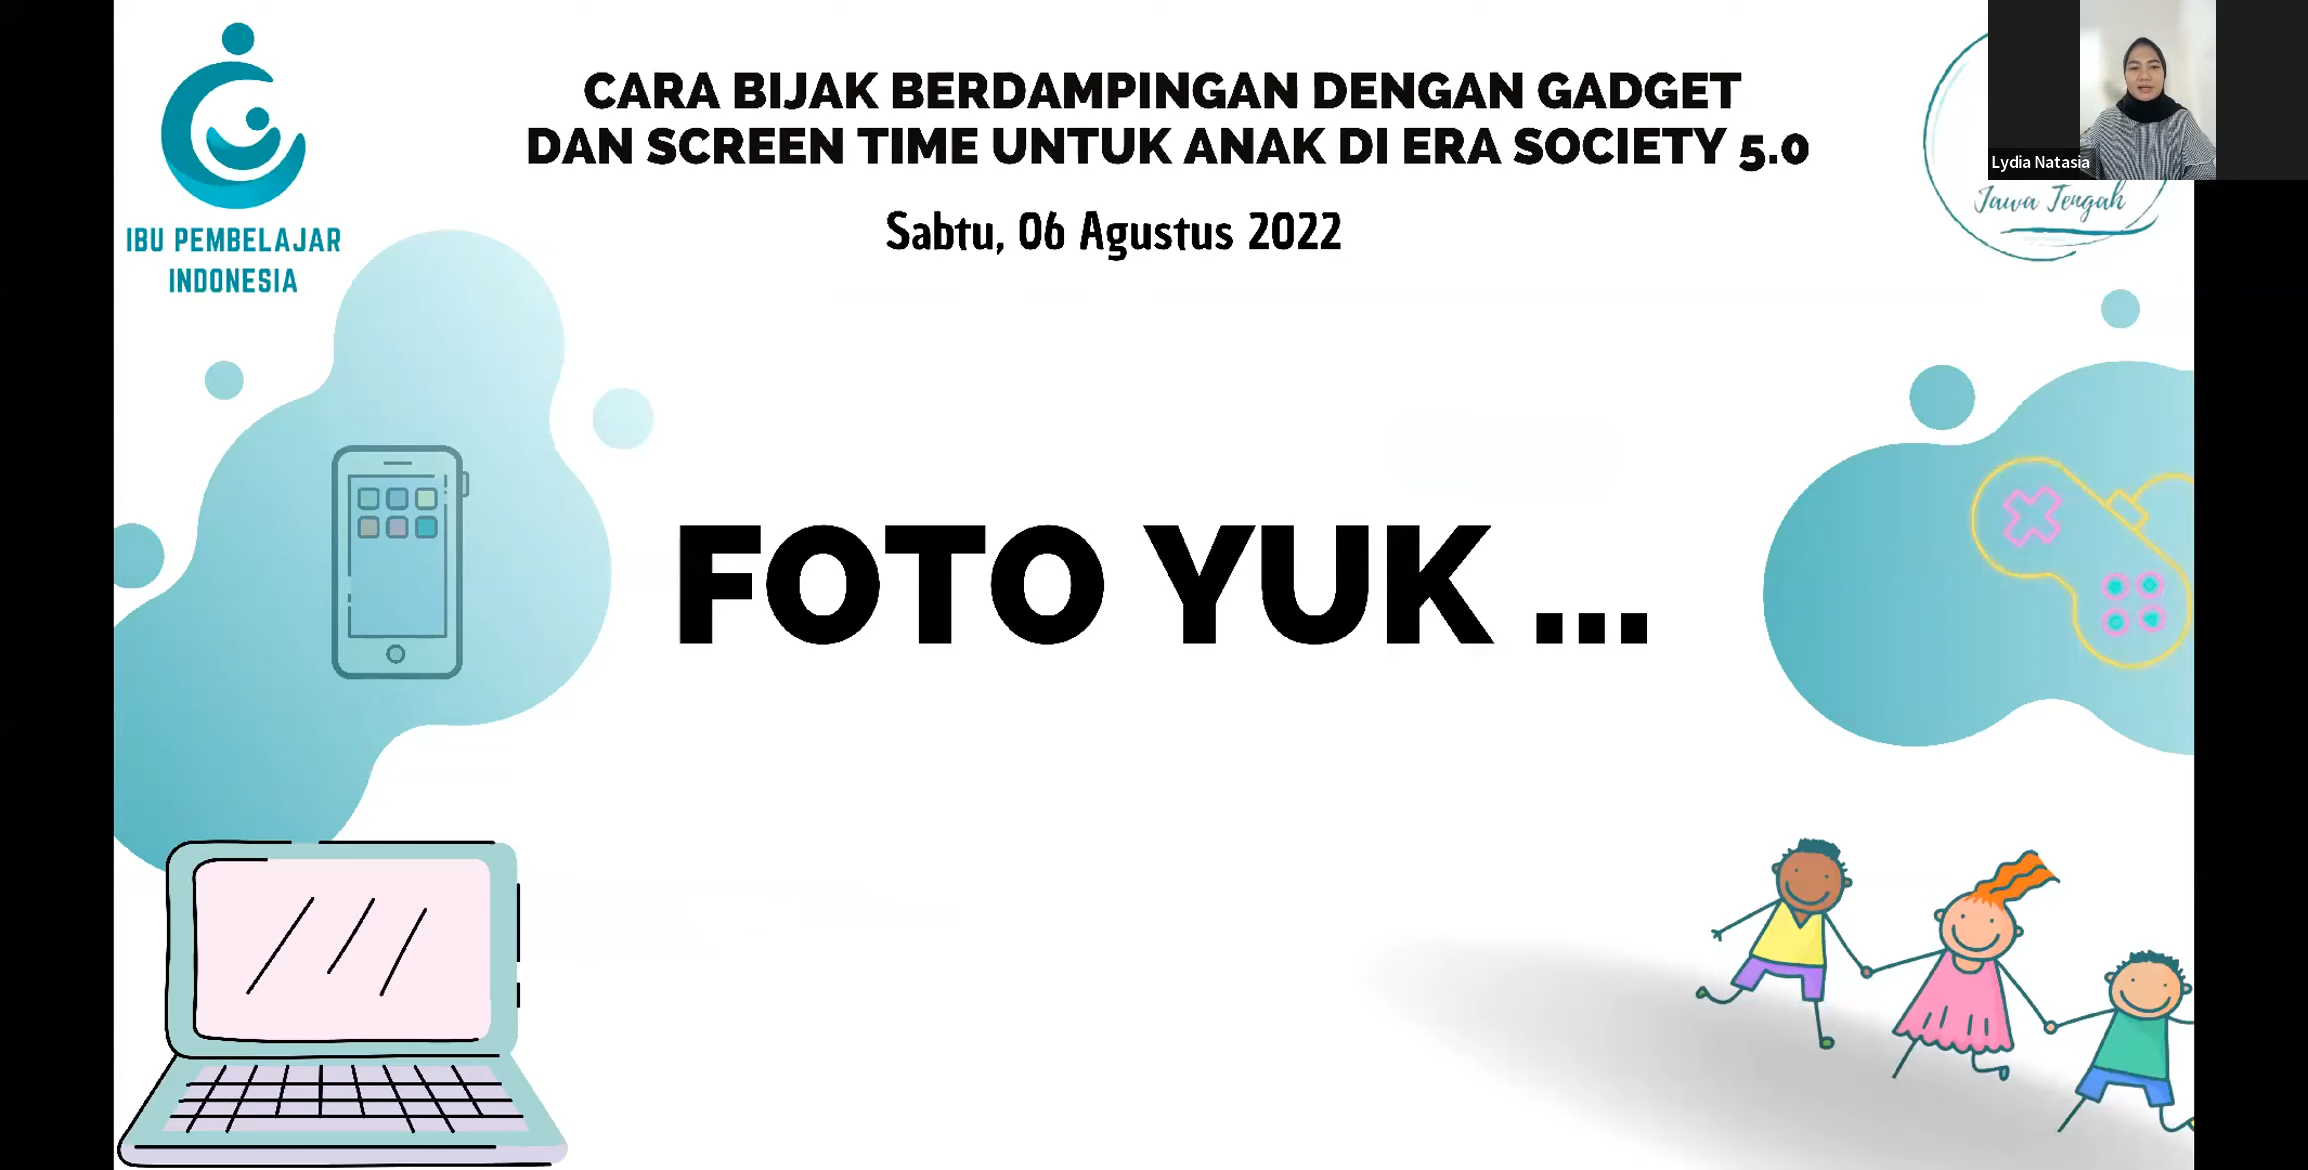 CARA BIJAK BERDAMPINGAN DENGAN GADGET
DAN SCREEN TIME UNTUK ANAK DI ERA SOCIETY 5.0
Sabtu, 06 Agustus 2022
IBU PEMBELAJAR
INDONESIA
Lydia Natasia
Jawa Tengah
FOTO YUK ...